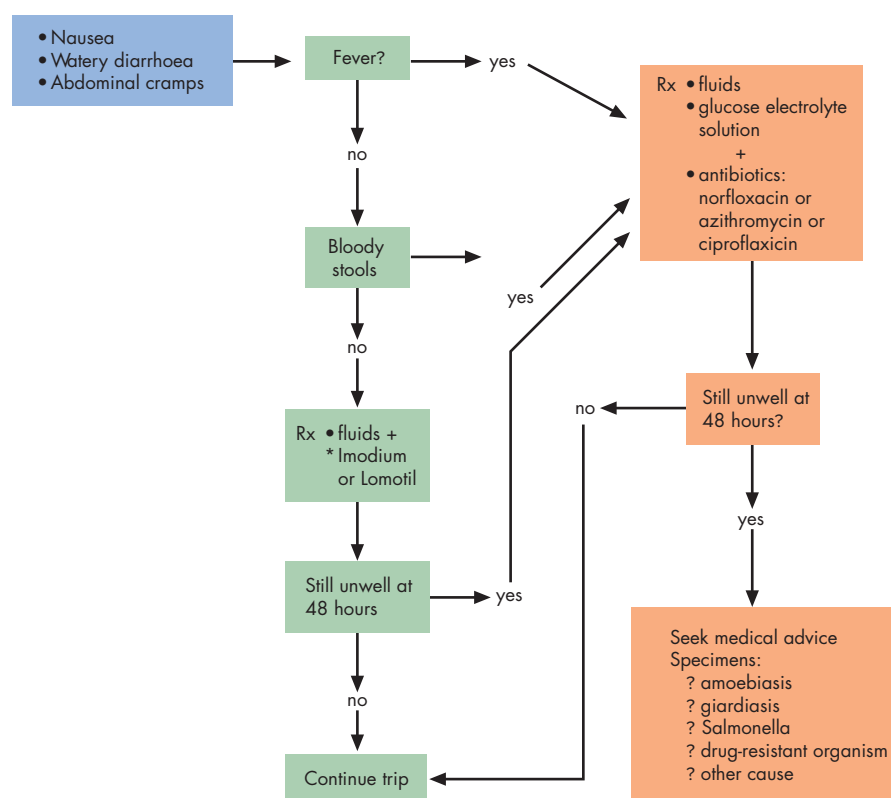 • Nausea
• Watery diarrhoea
• Abdominal cramps
Fever?
yes
no
Bloody
stools
yes
no
Rx • fluids +
* Imodium
or Lomotil
Still unwell at
48 hours
yes
no
Continue trip
Rx • fluids
• glucose electrolyte
solution
+
• antibiotics:
norfloxacin or
azithromycin or
ciproflaxicin
Still unwell at
48 hours?
no
yes
Seek medical advice
Specimens:
? amoebiasis
? giardiasis
? Salmonella
? drug-resistant organism
? other cause